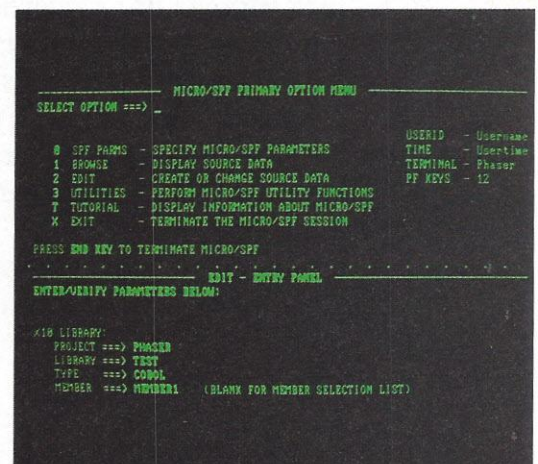 MICRO/SPF PRIMARY OPTION MENU
SELECT OPTION ===> _
USERID - Username
0 SPF PARMS - SPECIFY MICRO/SPF PARAMETERS TIME - Usertime
1 BROWSE - DISPLAY SOURCE DATA TERMINAL - Phaser
2 EDIT - CREATE OR CHANGE SOURCE DATA PF KEYS - 12
3 UTILITIES - PERFORM MICRO/SPF UTILITY FUNCTIONS
T TUTORIAL - DISPLAY INFORMATION ABOUT MICRO/SPF
X EXIT - TERMINATE THE MICRO/SPF SESSION
PRESS END KEY TO TERMINATE MICRO/SPF
EDIT - ENTRY PANEL
ENTER/VERIFY PARAMETERS BELOW:
X10 LIBRARY:
PROJECT ===> PHASER
LIBRARY ===> TEST
TYPE ===> COBOL
MEMBER ===> MEMBER1 (BLANK FOR MEMBER SELECTION LIST)